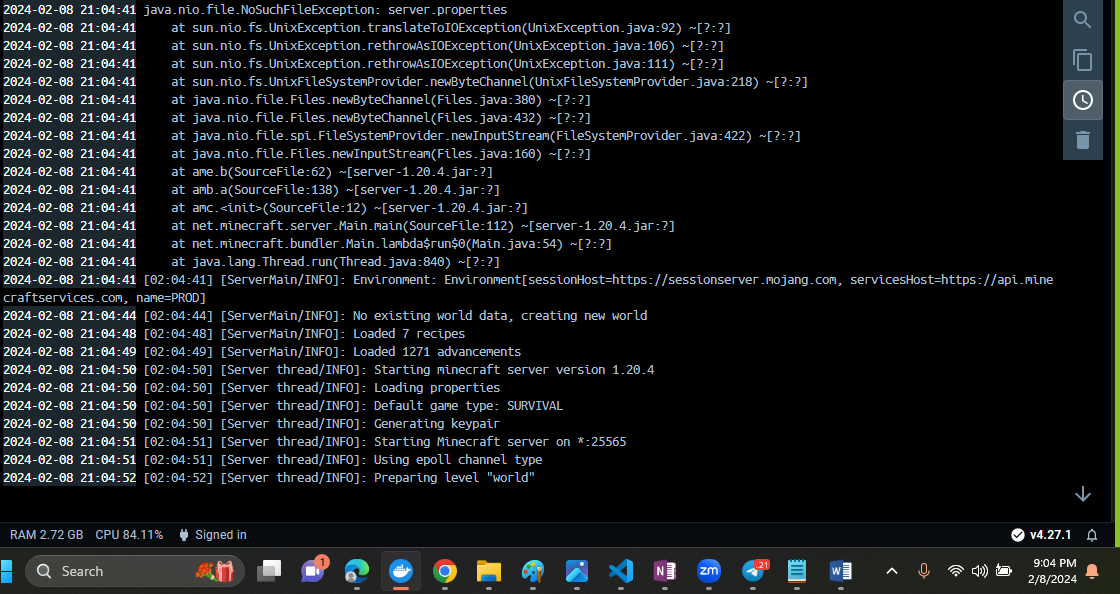 2024-02-08 21:04:41 java.nio.file.NoSuchFileException: server.properties
2024-02-08 21:04:41     at sun.nio.fs.UnixException.translateToIOException(UnixException.java:92) ~[?:?]
2024-02-08 21:04:41     at sun.nio.fs.UnixException.rethrowAsIOException(UnixException.java:106) ~[?:?]
2024-02-08 21:04:41     at sun.nio.fs.UnixException.rethrowAsIOException(UnixException.java:111) ~[?:?]
2024-02-08 21:04:41     at sun.nio.fs.UnixFileSystemProvider.newByteChannel(UnixFileSystemProvider.java:218) ~[?:?]
2024-02-08 21:04:41     at java.nio.file.Files.newByteChannel(Files.java:380) ~[?:?]
2024-02-08 21:04:41     at java.nio.file.Files.newByteChannel(Files.java:432) ~[?:?]
2024-02-08 21:04:41     at java.nio.file.spi.FileSystemProvider.newInputStream(FileSystemProvider.java:422) ~[?:?]
2024-02-08 21:04:41     at java.nio.file.Files.newInputStream(Files.java:160) ~[?:?]
2024-02-08 21:04:41     at ame.b(SourceFile:62) ~[server-1.20.4.jar:?]
2024-02-08 21:04:41     at amb.a(SourceFile:138) ~[server-1.20.4.jar:?]
2024-02-08 21:04:41     at amc.<init>(SourceFile:12) ~[server-1.20.4.jar:?]
2024-02-08 21:04:41     at net.minecraft.server.Main.main(SourceFile:112) ~[server-1.20.4.jar:?]
2024-02-08 21:04:41     at net.minecraft.bundler.Main.lambda$run$0(Main.java:54) ~[?:?]
2024-02-08 21:04:41     at java.lang.Thread.run(Thread.java:840) ~[?:?]
2024-02-08 21:04:41 [02:04:41] [ServerMain/INFO]: Environment: Environment[sessionHost=https://sessionserver.mojang.com, servicesHost=https://api.mine
craftservices.com, name=PROD]
2024-02-08 21:04:44 [02:04:44] [ServerMain/INFO]: No existing world data, creating new world
2024-02-08 21:04:48 [02:04:48] [ServerMain/INFO]: Loaded 7 recipes
2024-02-08 21:04:49 [02:04:49] [ServerMain/INFO]: Loaded 1271 advancements
2024-02-08 21:04:50 [02:04:50] [Server thread/INFO]: Starting minecraft server version 1.20.4
2024-02-08 21:04:50 [02:04:50] [Server thread/INFO]: Loading properties
2024-02-08 21:04:50 [02:04:50] [Server thread/INFO]: Default game type: SURVIVAL
2024-02-08 21:04:50 [02:04:50] [Server thread/INFO]: Generating keypair
2024-02-08 21:04:51 [02:04:51] [Server thread/INFO]: Starting Minecraft server on *:25565
2024-02-08 21:04:51 [02:04:51] [Server thread/INFO]: Using epoll channel type
2024-02-08 21:04:52 [02:04:52] [Server thread/INFO]: Preparing level "world"
RAM 2.72 GB CPU 84.11% Signed in v4.27.1
Search 1 N zm 21 W 9:04 PM
2/8/2024